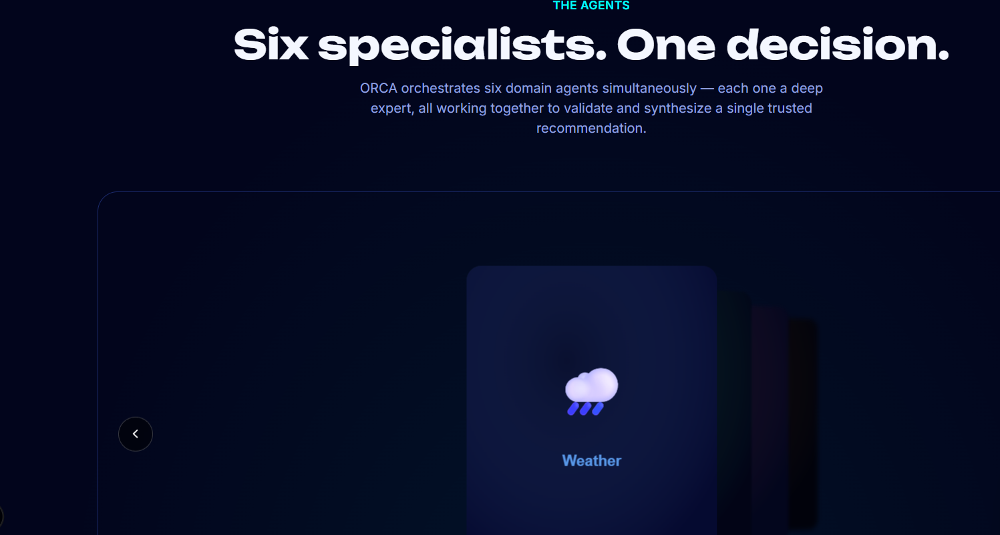 THE AGENTS
Six specialists. One decision.
ORCA orchestrates six domain agents simultaneously — each one a deep
expert, all working together to validate and synthesize a single trusted
recommendation.
Weather